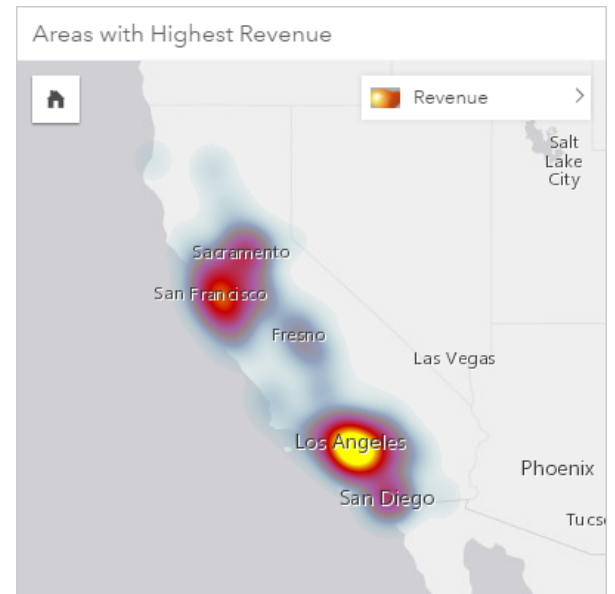 Areas with Highest Revenue
Revenue
Salt
Lake
City
Sacramento
San Francisco
Fresno
Las Vegas
Los Angeles
Phoenix
San Diego